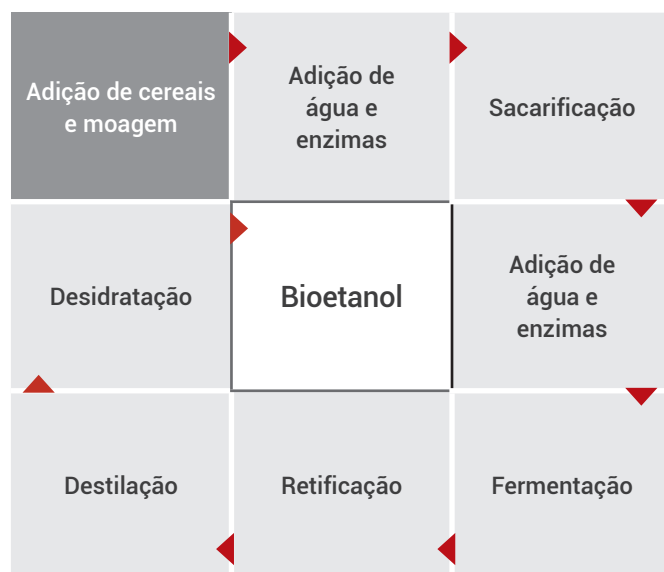 Adição de cereais
e moagem
Adição de
água e
enzimas
Sacarificação
Desidratação
Bioetanol
Adição de
água e
enzimas
Destilação
Retificação
Fermentação